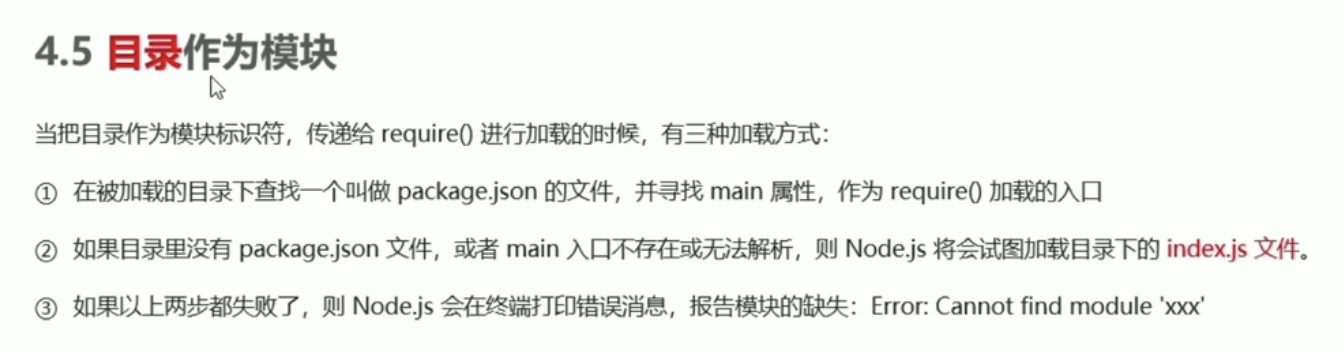 4.5 目录作为模块
当把目录作为模块标识符，传递给 require() 进行加载的时候，有三种加载方式：
① 在被加载的目录下查找一个叫做 package.json 的文件，并寻找 main 属性，作为 require() 加载的入口
② 如果目录里没有 package.json 文件，或者 main 入口不存在或无法解析，则 Node.js 将会试图加载目录下的 index.js 文件。
③ 如果以上两步都失败了，则 Node.js 会在终端打印错误消息，报告模块的缺失：Error: Cannot find module 'xxx'